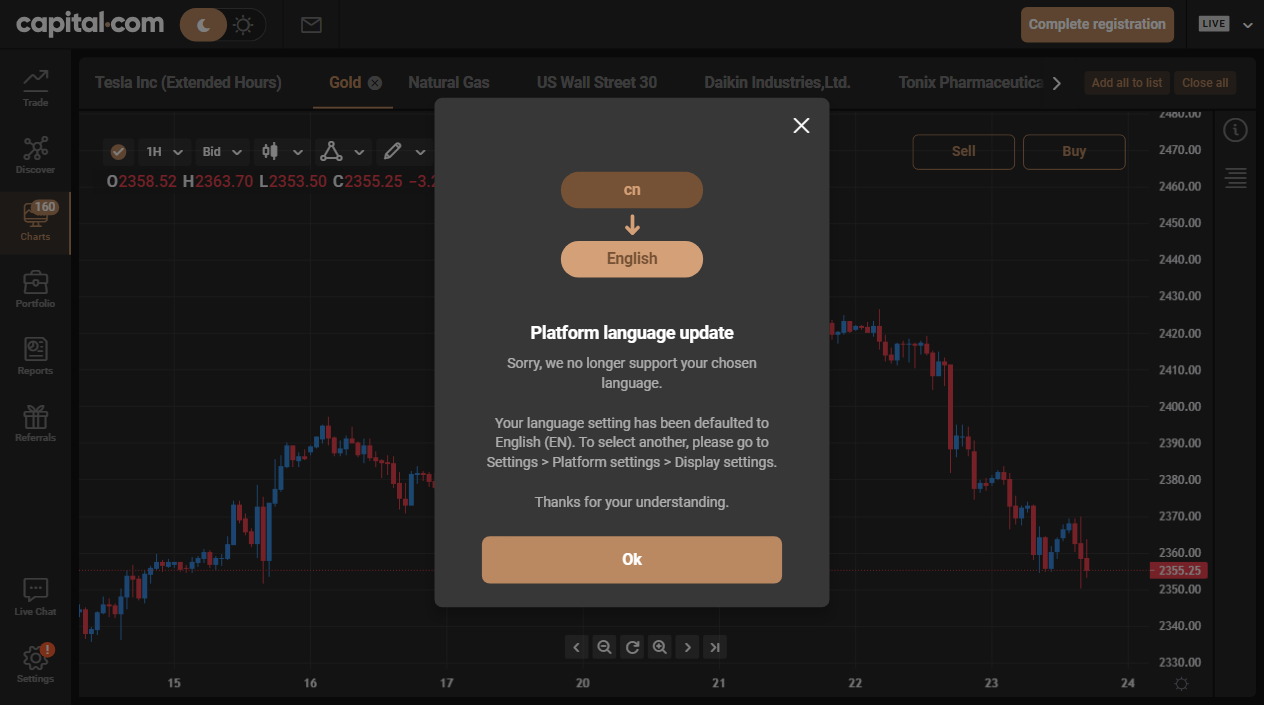 capital.com
Complete registration
LIVE
Trade
Discover
160
Charts
Portfolio
Reports
Referrals
Live Chat
!
Settings
Tesla Inc (Extended Hours)
Gold
Natural Gas
US Wall Street 30
Daikin Industries,Ltd.
Tonix Pharmaceutica
Add all to list
Close all
1H
Bid
O2358.52 H2363.70 L2353.50 C2355.25 −3.2
Sell
Buy
cn
English
Platform language update
Sorry, we no longer support your chosen
language.
Your language setting has been defaulted to
English (EN). To select another, please go to
Settings > Platform settings > Display settings.
Thanks for your understanding.
Ok
2480.00
2470.00
2460.00
2450.00
2440.00
2430.00
2420.00
2410.00
2400.00
2390.00
2380.00
2370.00
2360.00
2355.25
2350.00
2340.00
2330.00
15
16
17
20
21
22
23
24